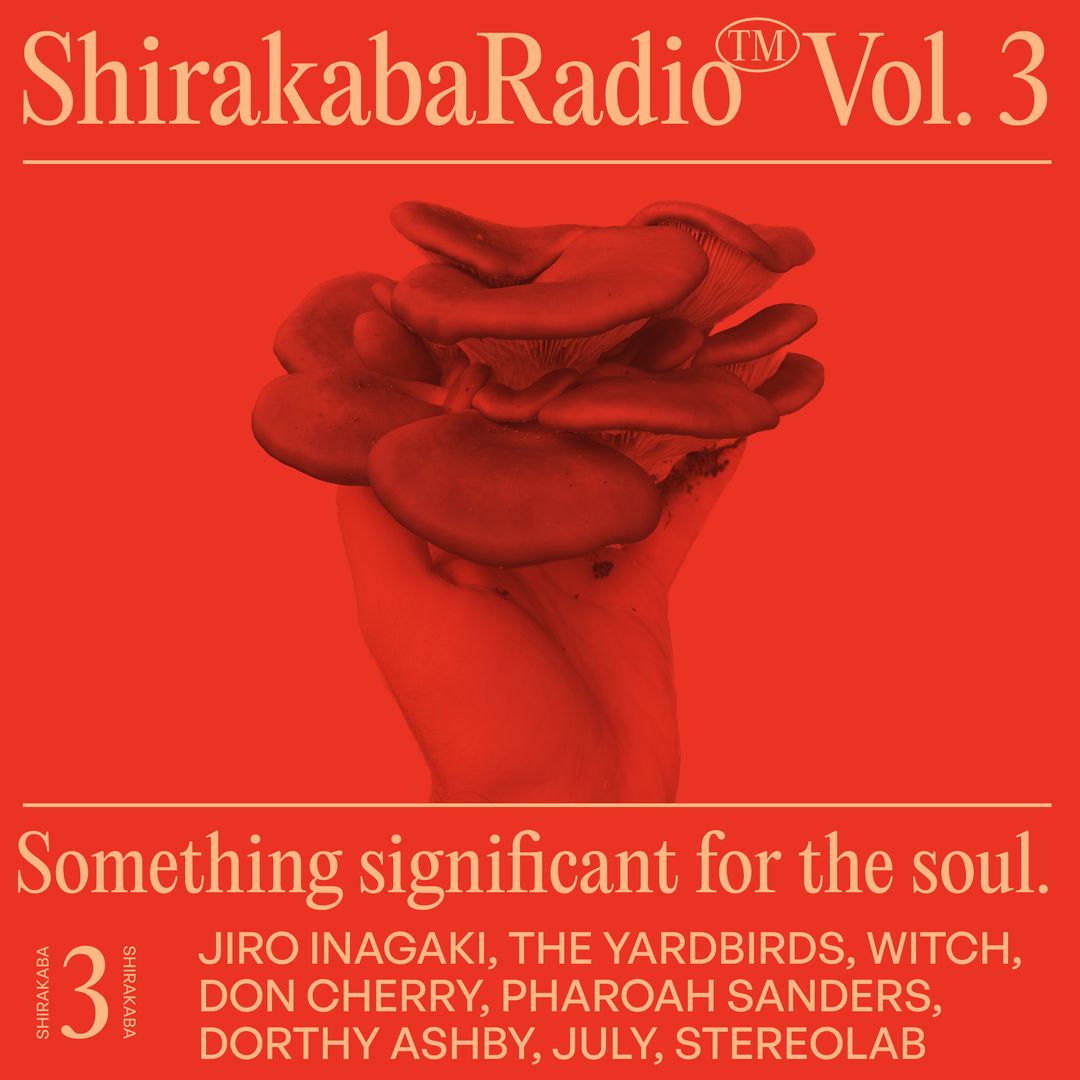 ShirakabaRadio™ Vol. 3
Something significant for the soul.
SHIRAKABA
3
SHIRAKABA
JIRO INAGAKI, THE YARDBIRDS, WITCH,
DON CHERRY, PHAROAH SANDERS,
DORTHY ASHBY, JULY, STEREOLAB